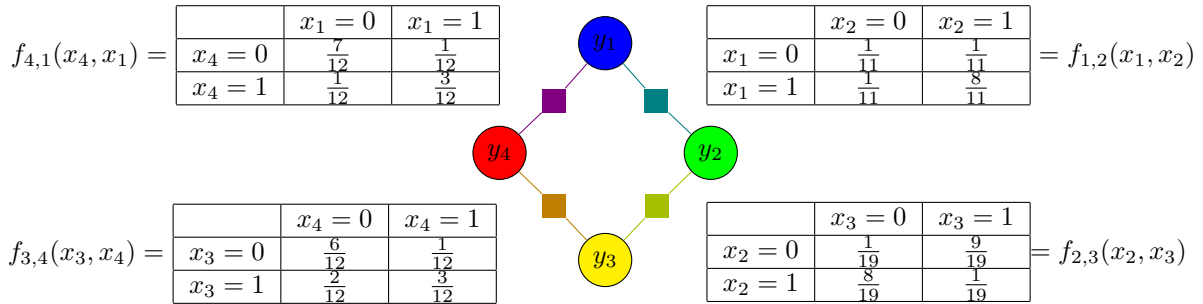 f_{4,1}(x_4, x_1) =
x_1 = 0 x_1 = 1
x_4 = 0 7/12 1/12
x_4 = 1 1/12 3/12
y_1
x_2 = 0 x_2 = 1
x_1 = 0 1/11 1/11
x_1 = 1 1/11 8/11
= f_{1,2}(x_1, x_2)
y_4
y_2
f_{3,4}(x_3, x_4) =
x_4 = 0 x_4 = 1
x_3 = 0 6/12 1/12
x_3 = 1 2/12 3/12
y_3
x_3 = 0 x_3 = 1
x_2 = 0 1/19 9/19
x_2 = 1 8/19 1/19
= f_{2,3}(x_2, x_3)